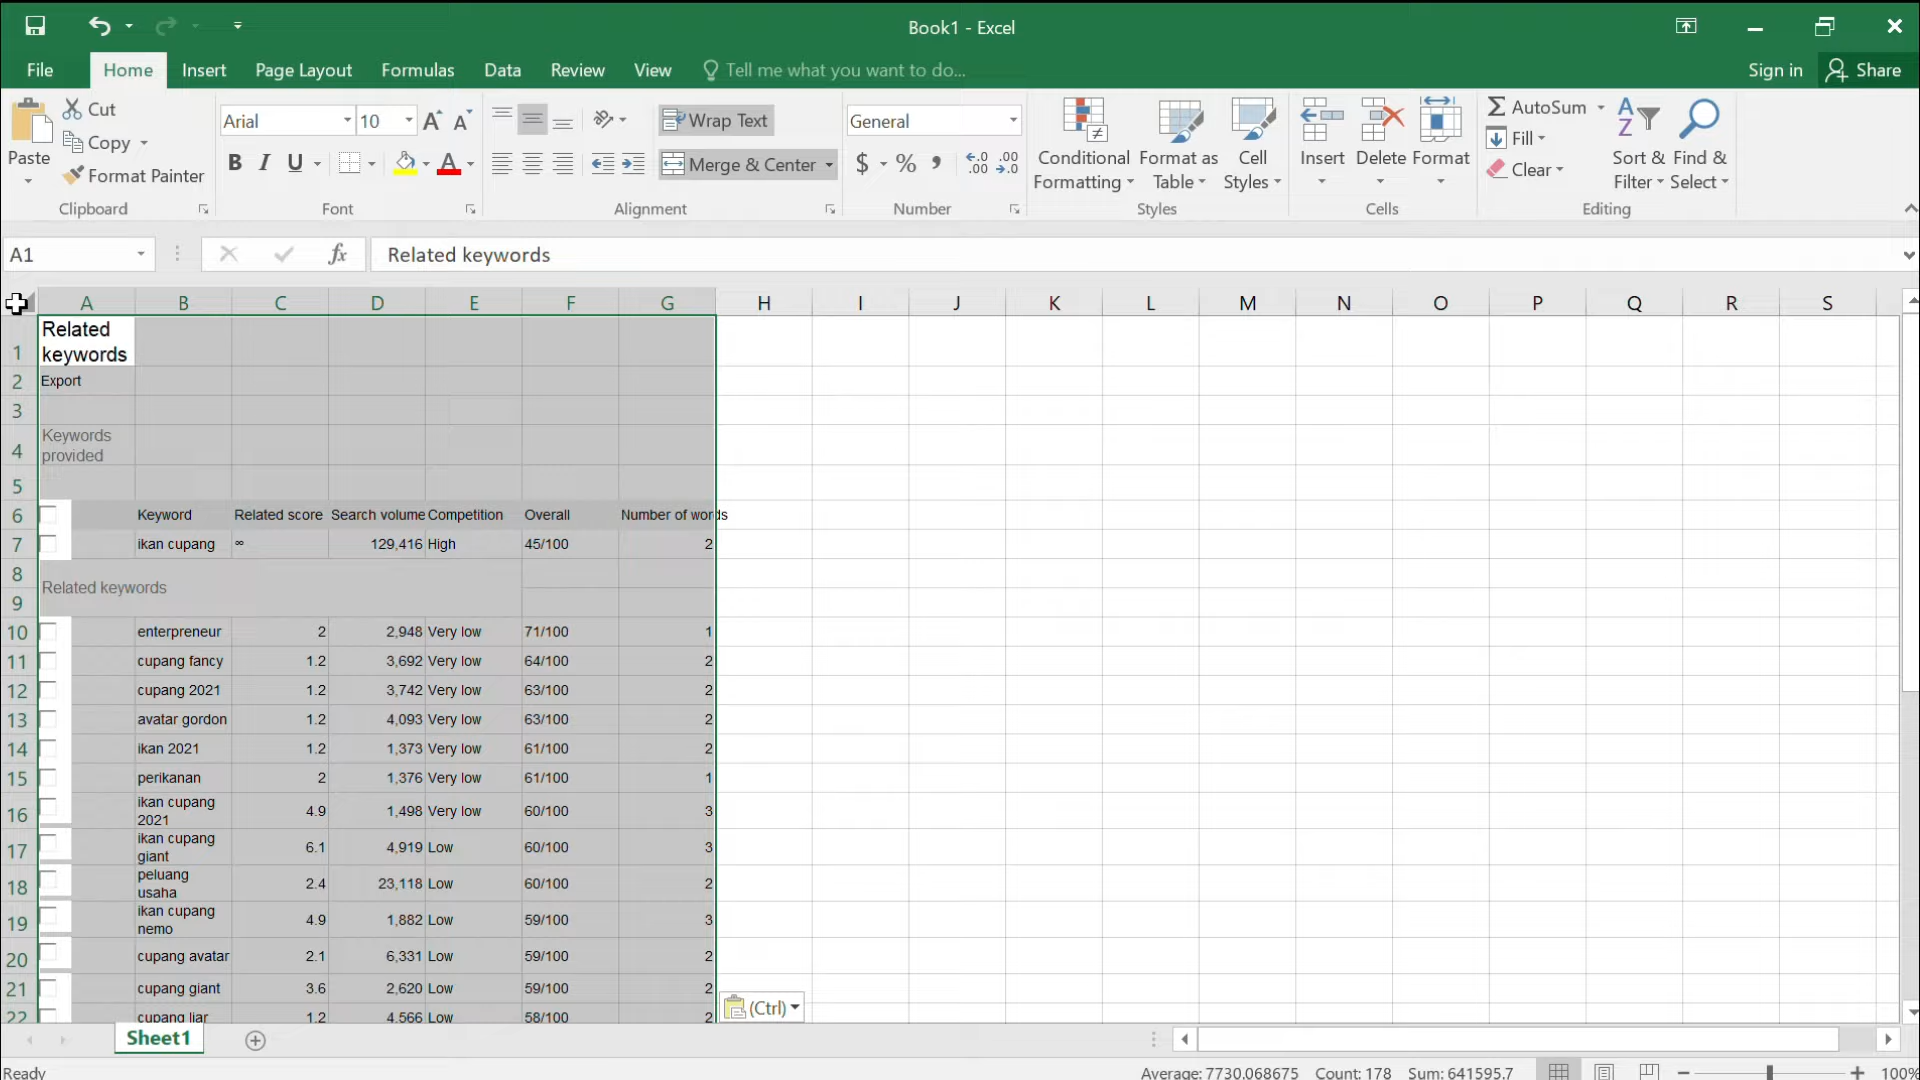 Book1 - Excel
File Home Insert Page Layout Formulas Data Review View Tell me what you want to do... Sign in Share
Paste Cut Copy Format Painter
Clipboard
Arial 10 A A
B I U A
Font
Wrap Text
Merge & Center
Alignment
General
$ % , .0 .00 .00 .0
Number
Conditional Formatting Format as Table Cell Styles
Styles
Insert Delete Format
Cells
AutoSum Fill Clear Sort & Filter Find & Select
Editing
A1 fx Related keywords
A B C D E F G H I J K L M N O P Q R S
1 Related keywords
2 Export
3
4 Keywords provided
5
6 Keyword Related score Search volume Competition Overall Number of words
7 ikan cupang ∞ 129,416 High 45/100 2
8
Related keywords
9
10 enterpreneur 2 2,948 Very low 71/100 1
11 cupang fancy 1.2 3,692 Very low 64/100 2
12 cupang 2021 1.2 3,742 Very low 63/100 2
13 avatar gordon 1.2 4,093 Very low 63/100 2
14 ikan 2021 1.2 1,373 Very low 61/100 2
15 perikanan 2 1,376 Very low 61/100 1
16 ikan cupang 2021 4.9 1,498 Very low 60/100 3
17 ikan cupang giant 6.1 4,919 Low 60/100 3
18 peluang usaha 2.4 23,118 Low 60/100 2
19 ikan cupang nemo 4.9 1,882 Low 59/100 3
20 cupang avatar 2.1 6,331 Low 59/100 2
21 cupang giant 3.6 2,620 Low 59/100 2
22 cupang liar 1.2 4,566 Low 58/100 2
(Ctrl)
Sheet1
Ready Average: 7730.068675 Count: 178 Sum: 641595.7 100%